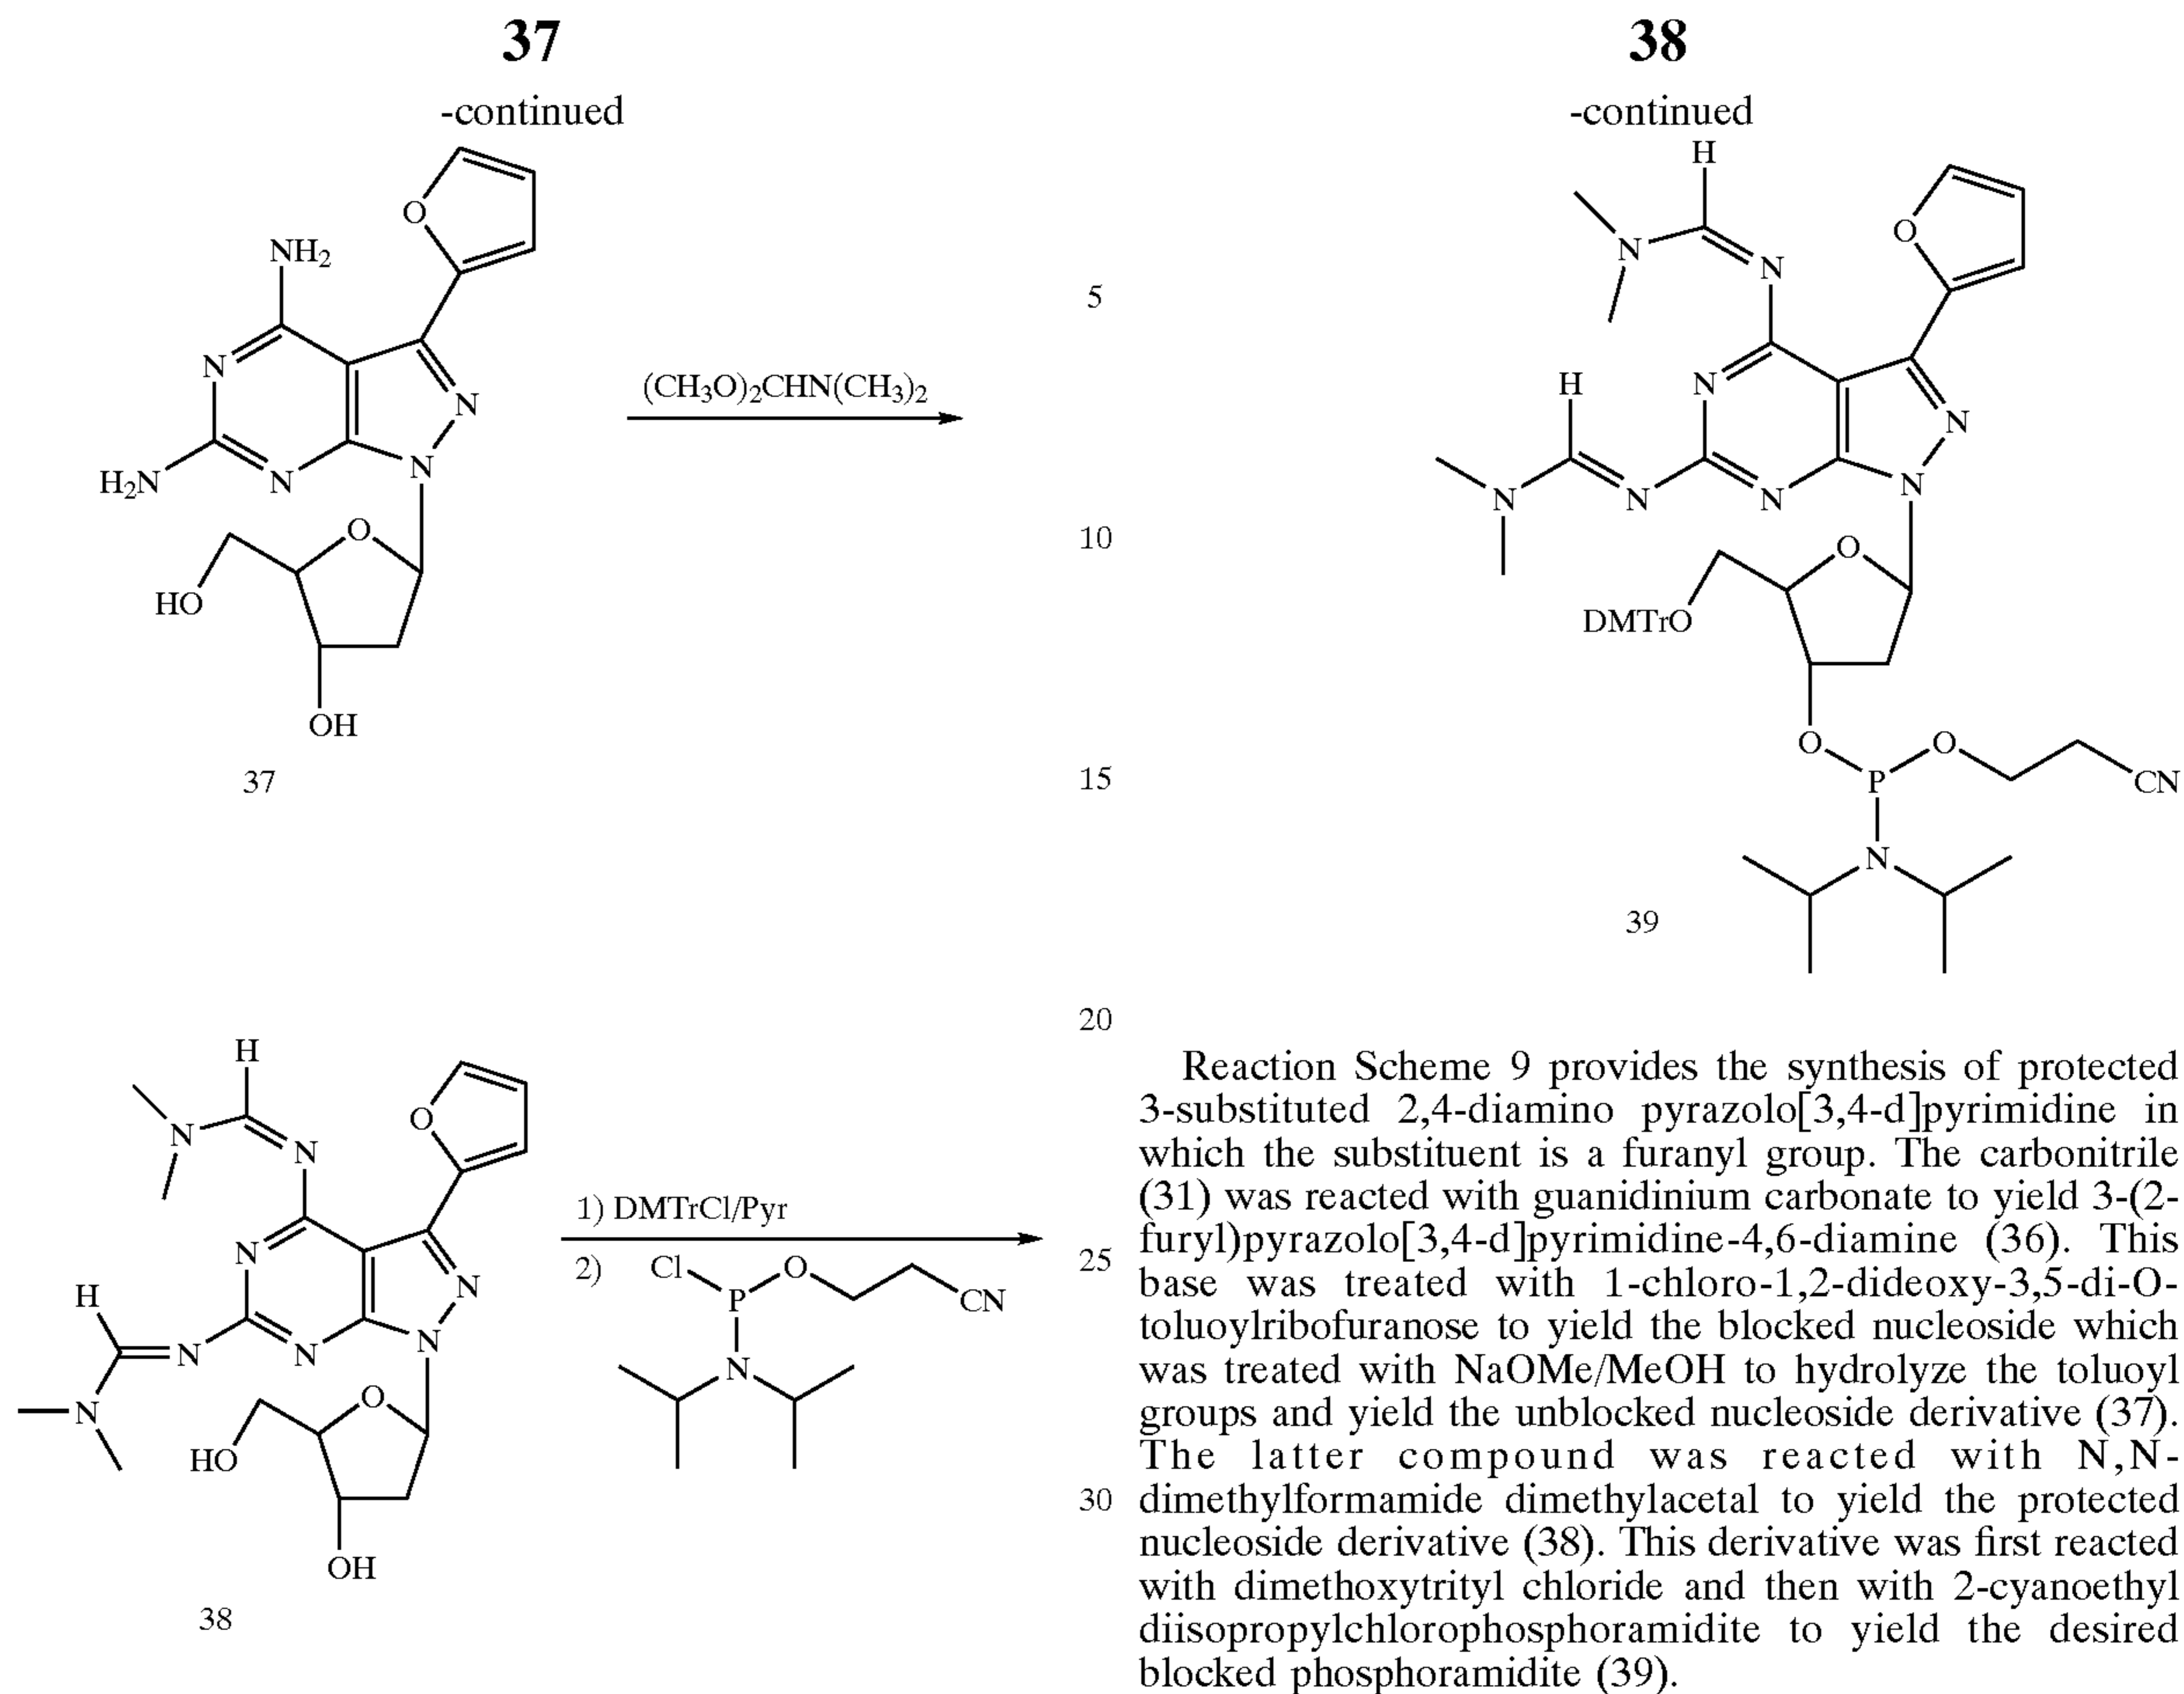 37
-continued
O
NH2
N
N
H2N
N
N
O
HO
OH
37
(CH3O)2CHN(CH3)2
38
-continued
H
N
N
O
H
N
N
N
N
N
N
N
O
DMTrO
O
O
P
CN
N
39
5
10
15
20
25
30
H
N
N
O
N
N
H
N
N
N
N
O
HO
OH
38
1) DMTrCl/Pyr
2)
Cl
O
P
CN
N
Reaction Scheme 9 provides the synthesis of protected
3-substituted 2,4-diamino pyrazolo[3,4-d]pyrimidine in
which the substituent is a furanyl group. The carbonitrile
(31) was reacted with guanidinium carbonate to yield 3-(2-
furyl)pyrazolo[3,4-d]pyrimidine-4,6-diamine (36). This
base was treated with 1-chloro-1,2-dideoxy-3,5-di-O-
toluoylribofuranose to yield the blocked nucleoside which
was treated with NaOMe/MeOH to hydrolyze the toluoyl
groups and yield the unblocked nucleoside derivative (37).
The latter compound was reacted with N,N-
dimethylformamide dimethylacetal to yield the protected
nucleoside derivative (38). This derivative was first reacted
with dimethoxytrityl chloride and then with 2-cyanoethyl
diisopropylchlorophosphoramidite to yield the desired
blocked phosphoramidite (39).